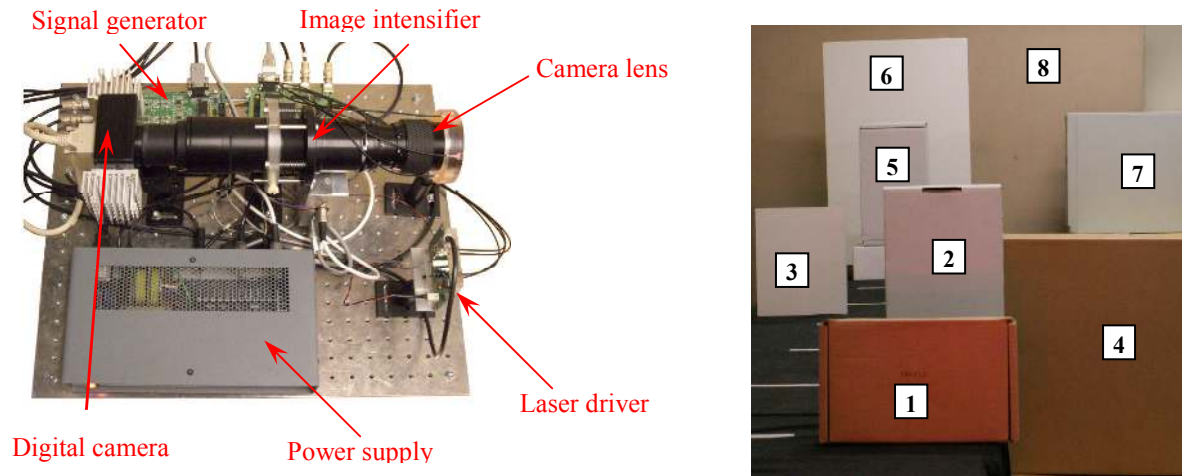 Signal generator
Image intensifier
Camera lens
Laser driver
Digital camera
Power supply
6
8
5
7
3
2
4
1